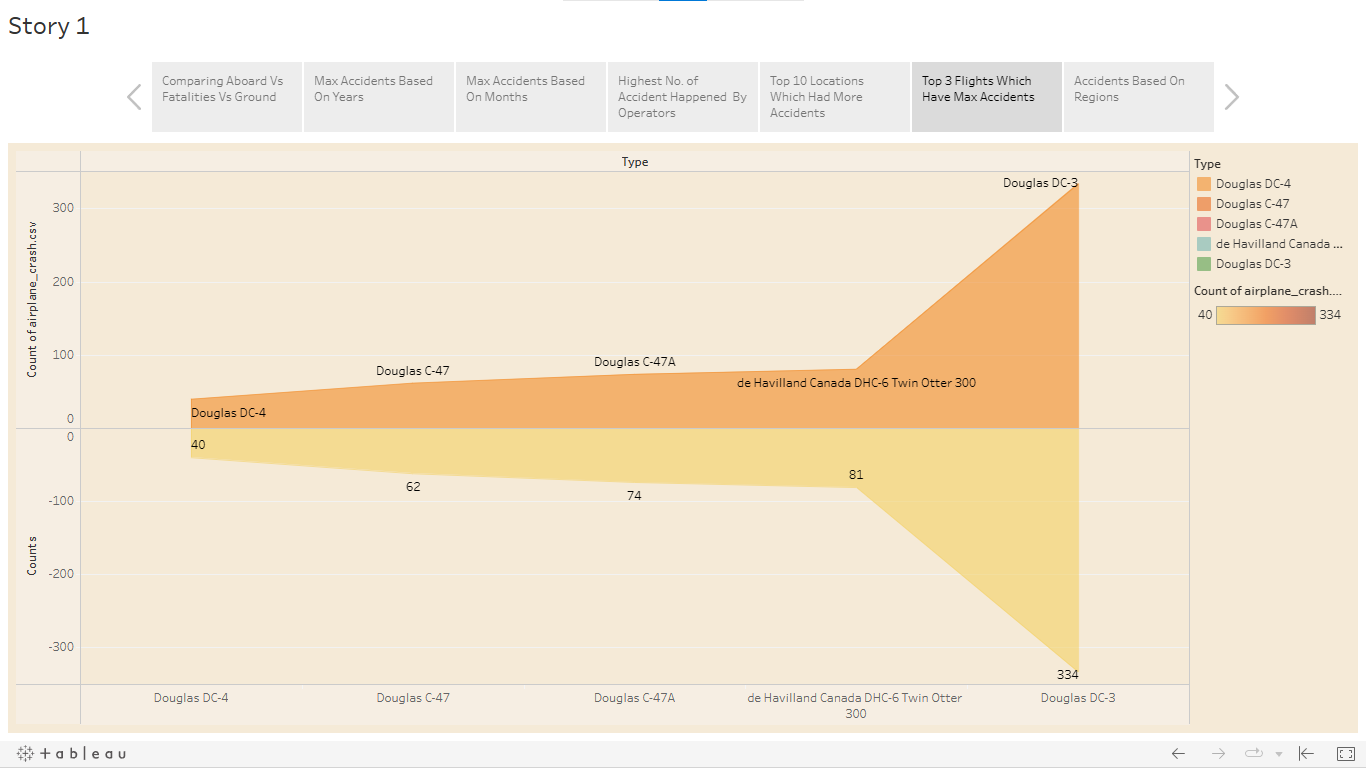 Story 1
Comparing Aboard Vs
Fatalities Vs Ground
Max Accidents Based
On Years
Max Accidents Based
On Months
Highest No. of
Accident Happened By
Operators
Top 10 Locations
Which Had More
Accidents
Top 3 Flights Which
Have Max Accidents
Accidents Based On
Regions
Type
Count of airplane_crash.csv
300
200
100
0
Douglas DC-4
Douglas C-47
Douglas C-47A
de Havilland Canada DHC-6 Twin Otter 300
Douglas DC-3
Counts
0
-100
-200
-300
40
62
74
81
334
Douglas DC-4
Douglas C-47
Douglas C-47A
de Havilland Canada DHC-6 Twin Otter
300
Douglas DC-3
Type
Douglas DC-4
Douglas C-47
Douglas C-47A
de Havilland Canada ...
Douglas DC-3
Count of airplane_crash....
40 334
+ableau